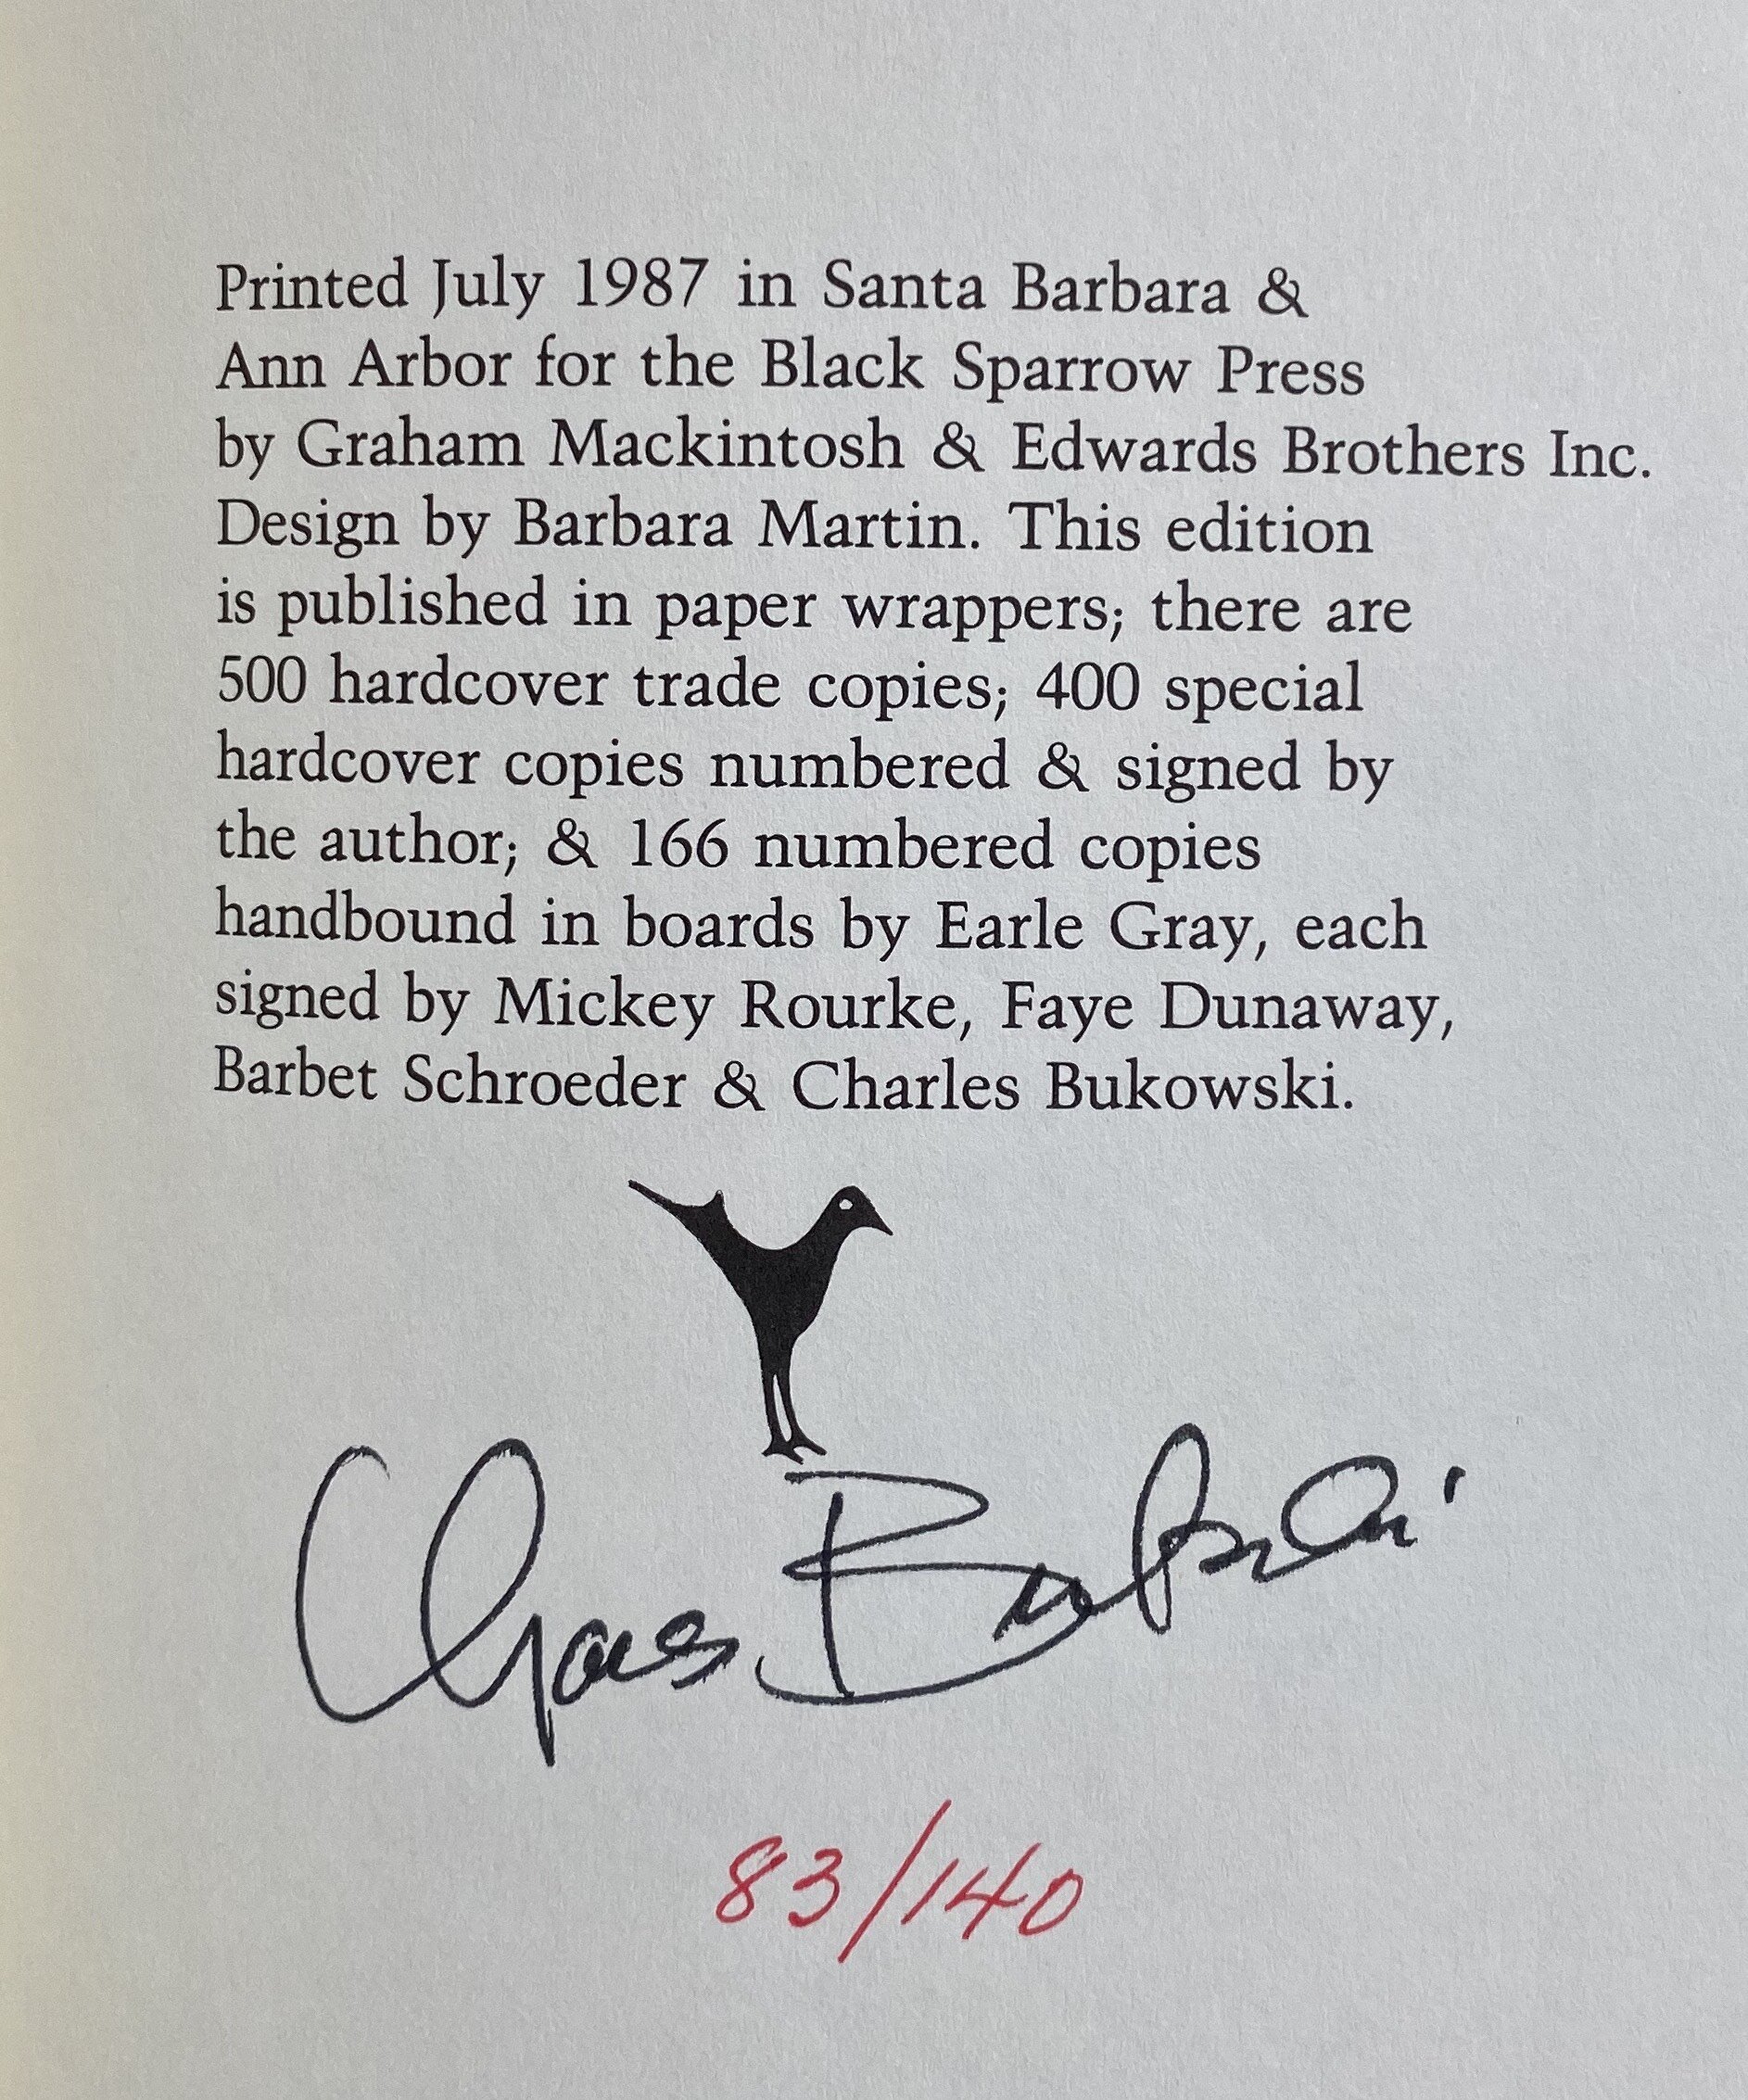 Printed July 1987 in Santa Barbara &
Ann Arbor for the Black Sparrow Press
by Graham Mackintosh & Edwards Brothers Inc.
Design by Barbara Martin. This edition
is published in paper wrappers; there are
500 hardcover trade copies; 400 special
hardcover copies numbered & signed by
the author; & 166 numbered copies
handbound in boards by Earle Gray, each
signed by Mickey Rourke, Faye Dunaway,
Barbet Schroeder & Charles Bukowski.
Charles Bukowski
83/140